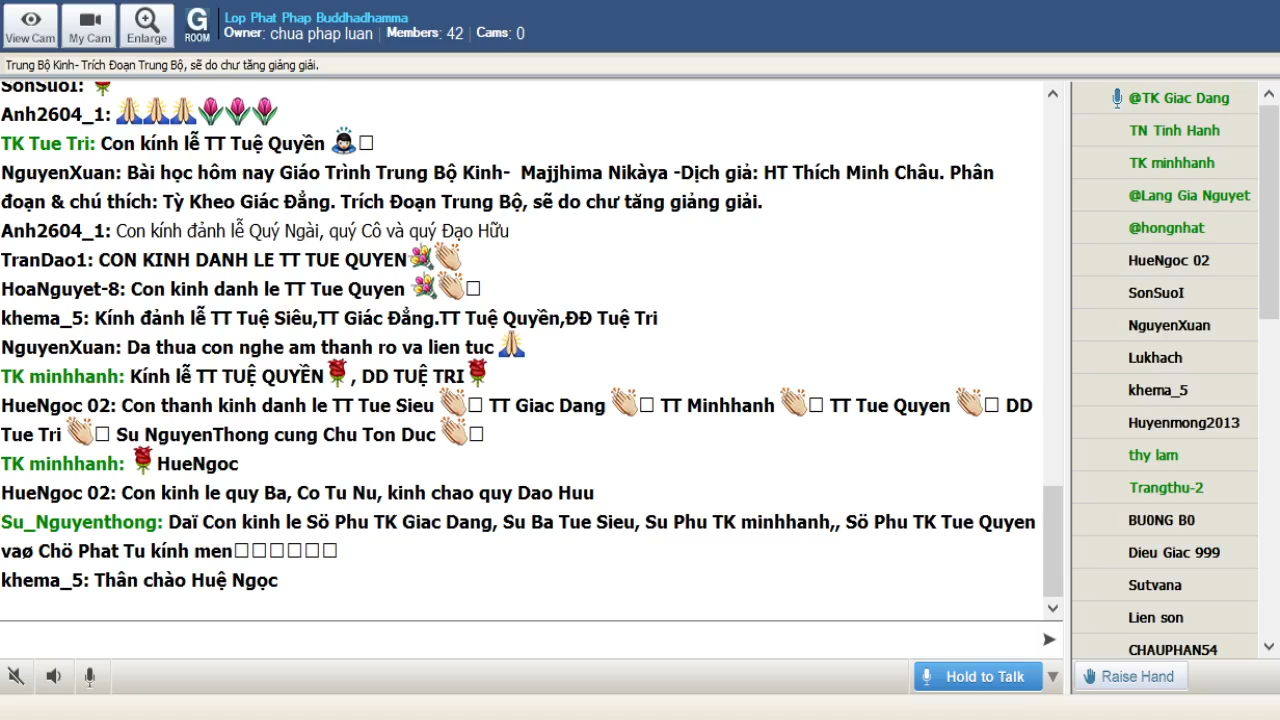 View Cam
My Cam
Enlarge
G
ROOM
Lop Phat Phap Buddhadhamma
Owner: chua phap luan | Members: 42 | Cams: 0
Trung Bộ Kinh- Trích Đoạn Trung Bộ, sẽ do chư tăng giảng giải.
SonSuoI:
Anh2604_1:
TK Tue Tri: Con kính lễ TT Tuệ Quyền
NguyenXuan: Bài học hôm nay Giáo Trình Trung Bộ Kinh- Majjhima Nikàya -Dịch giả: HT Thích Minh Châu. Phân
đoạn & chú thích: Tỳ Kheo Giác Đẳng. Trích Đoạn Trung Bộ, sẽ do chư tăng giảng giải.
Anh2604_1: Con kính đảnh lễ Quý Ngài, quý Cô và quý Đạo Hữu
TranDao1: CON KINH DANH LE TT TUE QUYEN
HoaNguyet-8: Con kinh danh le TT Tue Quyen
khema_5: Kính đảnh lễ TT Tuệ Siêu,TT Giác Đẳng.TT Tuệ Quyền,ĐĐ Tuệ Tri
NguyenXuan: Da thua con nghe am thanh ro va lien tuc
TK minhhanh: Kính lễ TT TUỆ QUYỀN, DD TUỆ TRI
HueNgoc 02: Con thanh kinh danh le TT Tue Sieu TT Giac Dang TT Minhhanh TT Tue Quyen DD
Tue Tri Su NguyenThong cung Chu Ton Duc
TK minhhanh: HueNgoc
HueNgoc 02: Con kinh le quy Ba, Co Tu Nu, kinh chao quy Dao Huu
Su_Nguyenthong: Daï Con kinh le Sö Phu TK Giac Dang, Su Ba Tue Sieu, Su Phu TK minhhanh,, Sö Phu TK Tue Quyen
vaø Chö Phat Tu kính men
khema_5: Thân chào Huệ Ngọc
Hold to Talk
@TK Giac Dang
TN Tinh Hanh
TK minhhanh
@Lang Gia Nguyet
@hongnhat
HueNgoc 02
SonSuoI
NguyenXuan
Lukhach
khema_5
Huyenmong2013
thy lam
Trangthu-2
BU0NG B0
Dieu Giac 999
Sutvana
Lien son
CHAUPHAN54
Raise Hand